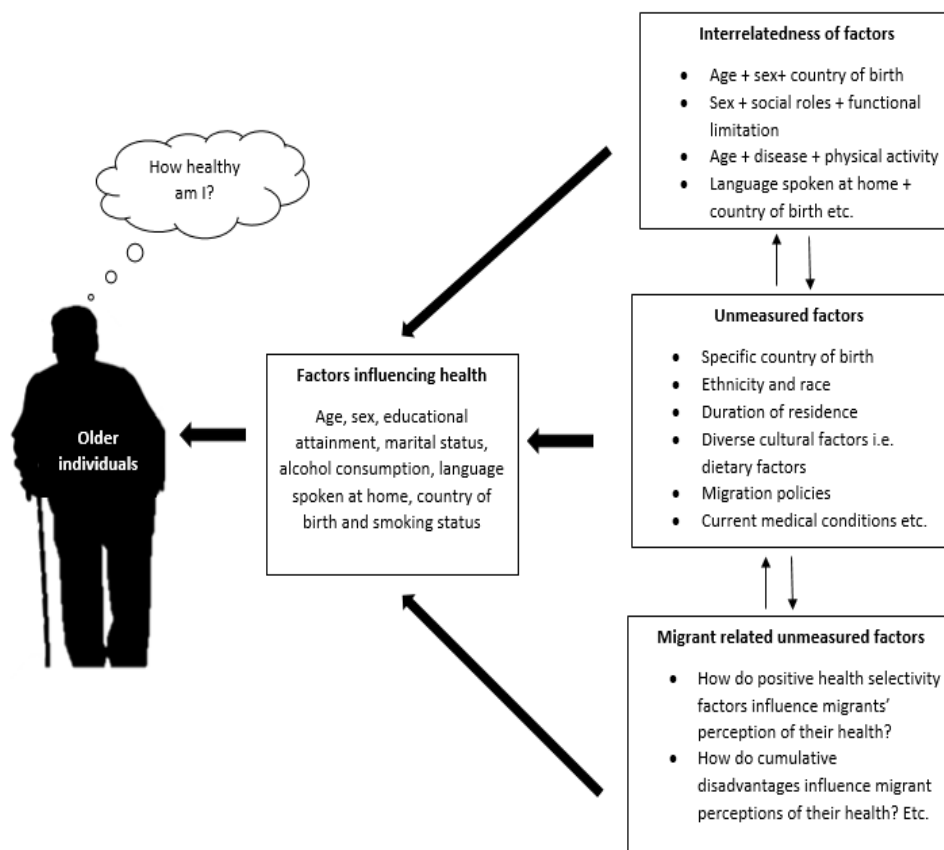 How healthy
am I?
Older
individuals
Factors influencing health
Age, sex, educational
attainment, marital status,
alcohol consumption, language
spoken at home, country of
birth and smoking status
Interrelatedness of factors
• Age + sex+ country of birth
• Sex + social roles + functional
limitation
• Age + disease + physical activity
• Language spoken at home +
country of birth etc.
Unmeasured factors
• Specific country of birth
• Ethnicity and race
• Duration of residence
• Diverse cultural factors i.e.
dietary factors
• Migration policies
• Current medical conditions etc.
Migrant related unmeasured factors
• How do positive health selectivity
factors influence migrants’
perception of their health?
• How do cumulative
disadvantages influence migrant
perceptions of their health? Etc.